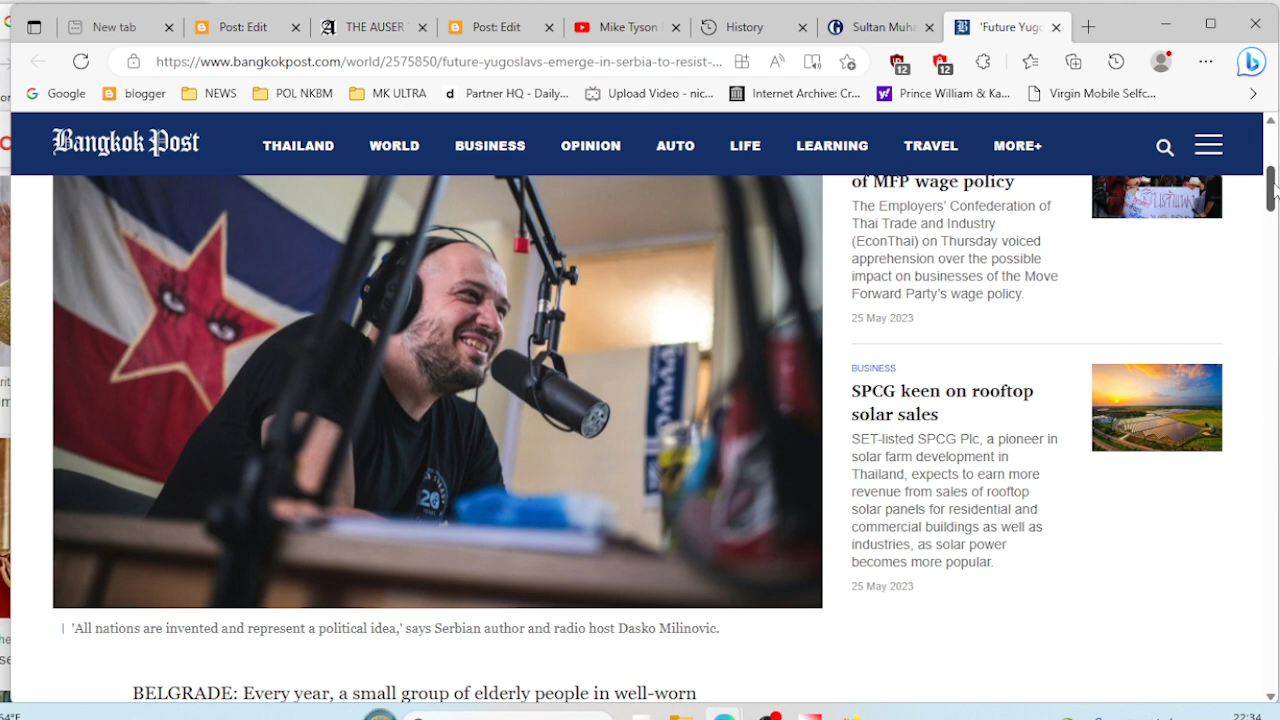 New tab
Post: Edit
THE AUSER
Post: Edit
Mike Tyson
History
Sultan Muha
'Future Yugo
https://www.bangkokpost.com/world/2575850/future-yugoslavs-emerge-in-serbia-to-resist-...
12
12
Google
blogger
NEWS
POL NKBM
MK ULTRA
Partner HQ - Daily...
Upload Video - nic...
Internet Archive: Cr...
Prince William & Ka...
Virgin Mobile Selfc...
Bangkok Post
THAILAND
WORLD
BUSINESS
OPINION
AUTO
LIFE
LEARNING
TRAVEL
MORE+
of MFP wage policy
The Employers' Confederation of
Thai Trade and Industry
(EconThai) on Thursday voiced
apprehension over the possible
impact on businesses of the Move
Forward Party's wage policy.
25 May 2023
BUSINESS
SPCG keen on rooftop
solar sales
SET-listed SPCG Plc, a pioneer in
solar farm development in
Thailand, expects to earn more
revenue from sales of rooftop
solar panels for residential and
commercial buildings as well as
industries, as solar power
becomes more popular.
25 May 2023
'All nations are invented and represent a political idea,' says Serbian author and radio host Dasko Milinovic.
BELGRADE: Every year, a small group of elderly people in well-worn
22:34